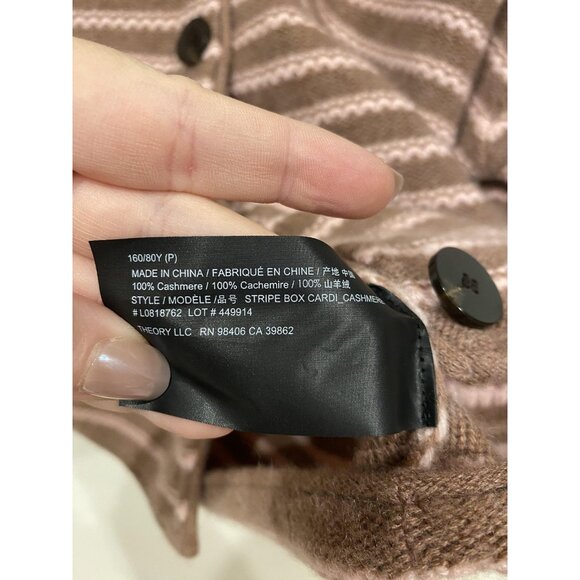 160/80Y (P)
MADE IN CHINA / FABRIQUÉ EN CHINE / 产地 中国
100% Cashmere / 100% Cachemire / 100% 山羊绒
STYLE / MODÈLE /品号 STRIPE BOX CARDI_CASHMERE
# L0818762 LOT # 449914
THEORY LLC RN 98406 CA 39862